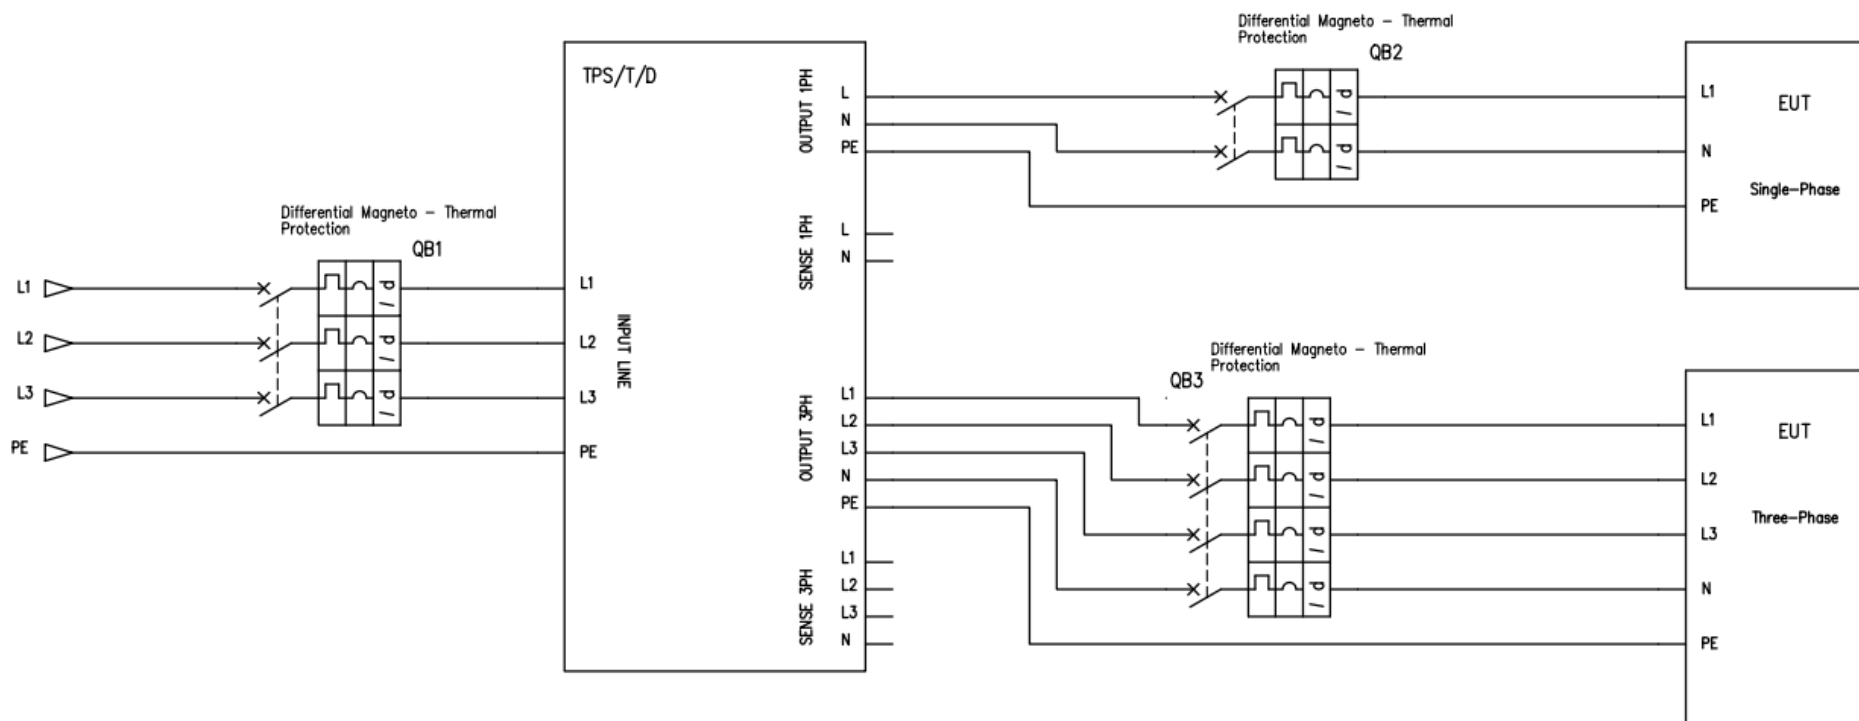 Differential Magneto - Thermal
Protection
QB2
TPS/T/D
OUTPUT 1PH
L
N
PE
L1
N
PE
EUT
Single-Phase
SENSE 1PH
L
N
Differential Magneto - Thermal
Protection
QB1
L1
L2
L3
PE
p/
p/
p/
L1
L2
L3
PE
INPUT LINE
p/
p/
Differential Magneto - Thermal
Protection
QB3
OUTPUT 3PH
L1
L2
L3
N
PE
p/
p/
p/
p/
L1
L2
L3
N
PE
EUT
Three-Phase
SENSE 3PH
L1
L2
L3
N